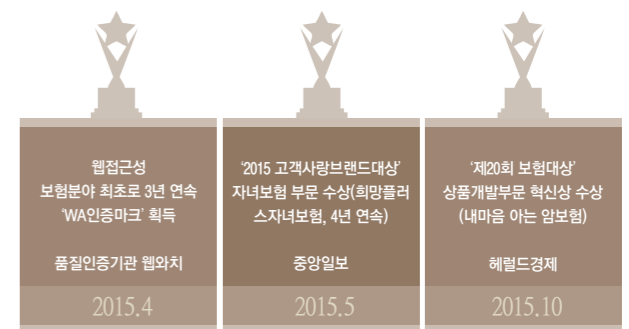 웹접근성
보험분야 최초로 3년 연속
'WA인증마크' 획득
품질인증기관 웹와치
2015.4
'2015 고객사랑브랜드대상'
자녀보험 부문 수상(희망플러
스자녀보험, 4년 연속)
중앙일보
2015.5
'제20회 보험대상'
상품개발부문 혁신상 수상
(내마음 아는 암보험)
헤럴드경제
2015.10